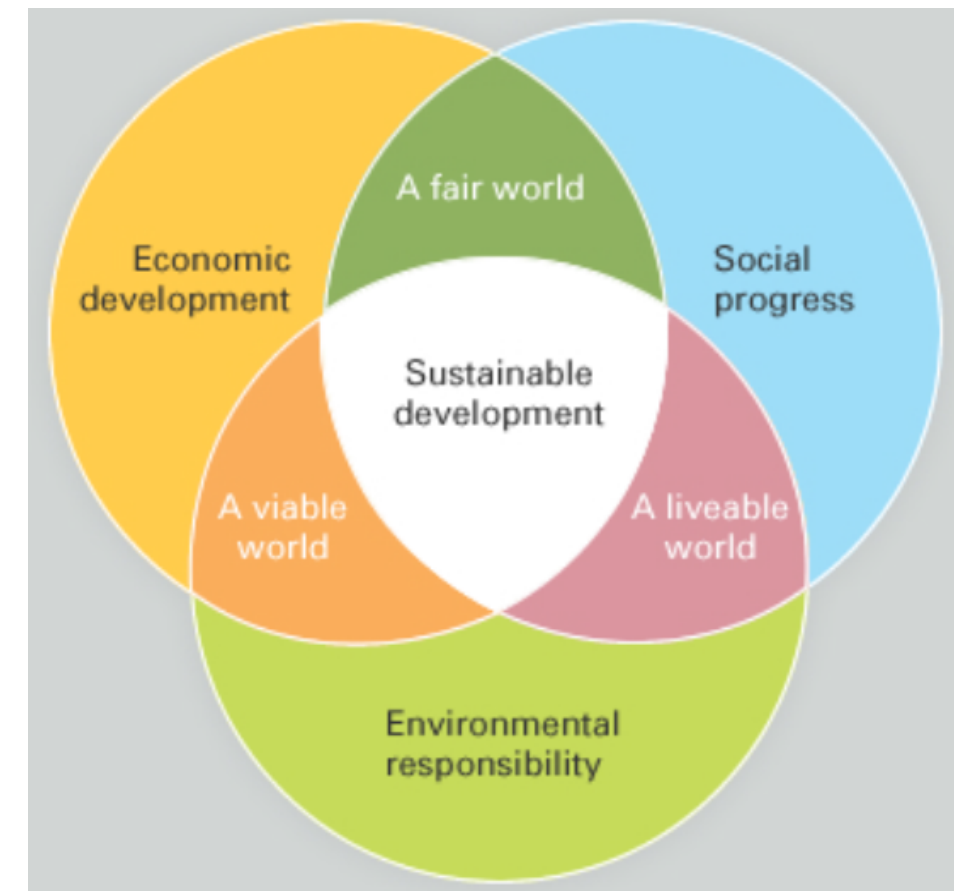 A fair world
Economic
development
Social
progress
Sustainable
development
A viable
world
A liveable
world
Environmental
responsibility